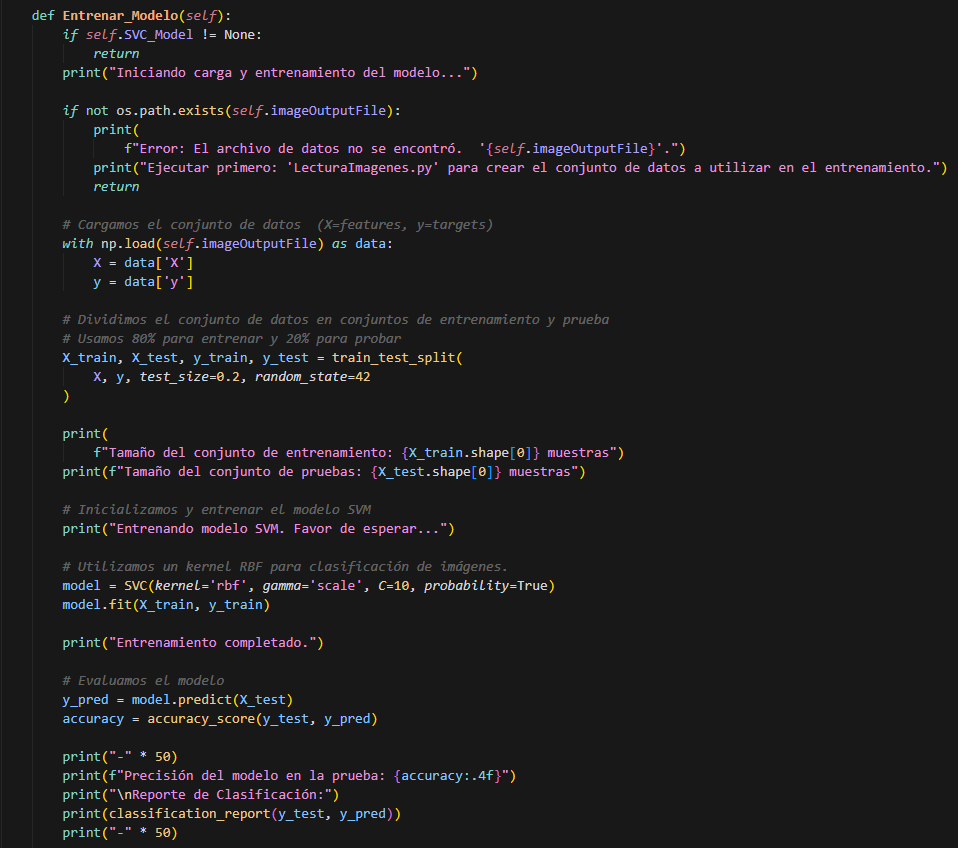 def Entrenar_Modelo(self):
if self.SVC_Model != None:
return
print("Iniciando carga y entrenamiento del modelo...")
if not os.path.exists(self.imageOutputFile):
print(
f"Error: El archivo de datos no se encontró.  '{self.imageOutputFile}'.")
print("Ejecutar primero: 'LecturaImagenes.py' para crear el conjunto de datos a utilizar en el entrenamiento.")
return
# Cargamos el conjunto de datos  (X=features, y=targets)
with np.load(self.imageOutputFile) as data:
X = data['X']
y = data['y']
# Dividimos el conjunto de datos en conjuntos de entrenamiento y prueba
# Usamos 80% para entrenar y 20% para probar
X_train, X_test, y_train, y_test = train_test_split(
X, y, test_size=0.2, random_state=42
)
print(
f"Tamaño del conjunto de entrenamiento: {X_train.shape[0]} muestras")
print(f"Tamaño del conjunto de pruebas: {X_test.shape[0]} muestras")
# Inicializamos y entrenar el modelo SVM
print("Entrenando modelo SVM. Favor de esperar...")
# Utilizamos un kernel RBF para clasificación de imágenes.
model = SVC(kernel='rbf', gamma='scale', C=10, probability=True)
model.fit(X_train, y_train)
print("Entrenamiento completado.")
# Evaluamos el modelo
y_pred = model.predict(X_test)
accuracy = accuracy_score(y_test, y_pred)
print("-" * 50)
print(f"Precisión del modelo en la prueba: {accuracy:.4f}")
print("\nReporte de Clasificación:")
print(classification_report(y_test, y_pred))
print("-" * 50)